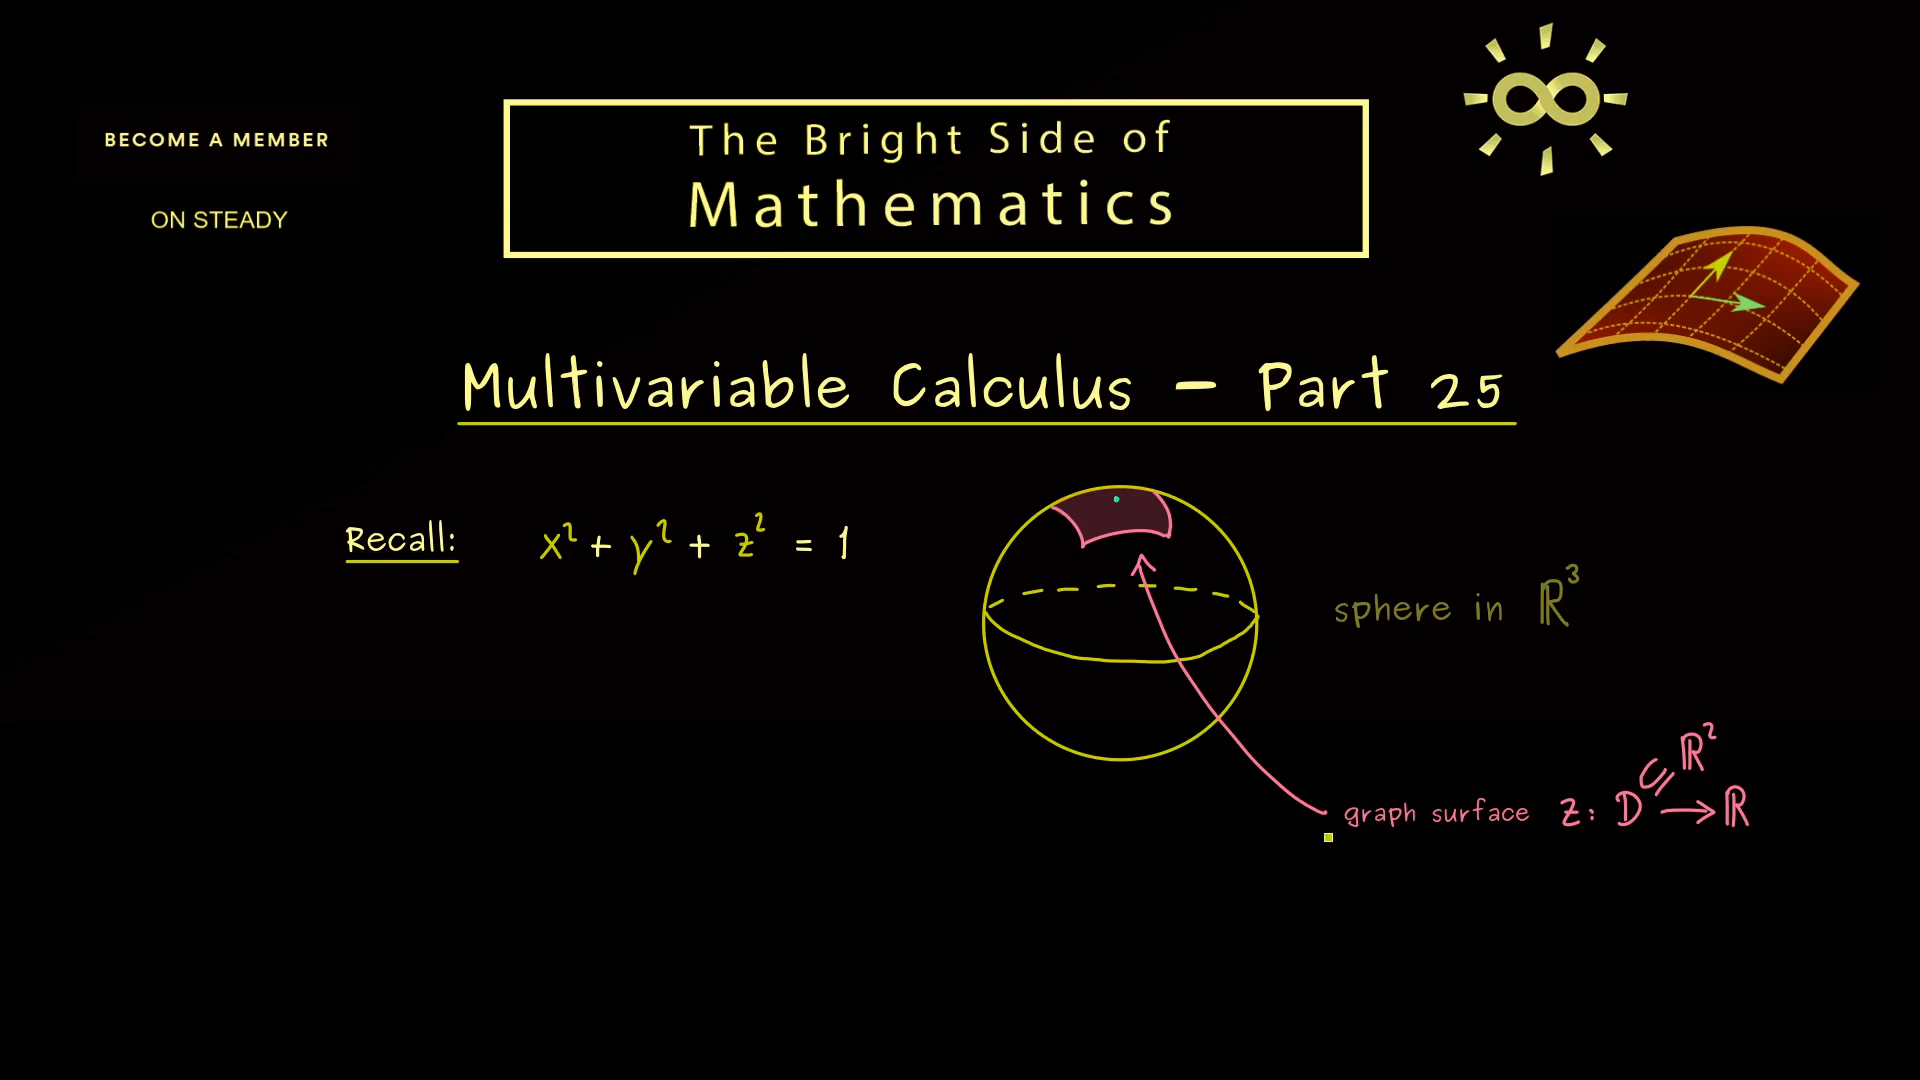 BECOME A MEMBER
ON STEADY
The Bright Side of
Mathematics
Multivariable Calculus - Part 25
Recall: x² + y² + z² = 1
sphere in ℝ³
graph surface z: D ⊆ ℝ² → ℝ